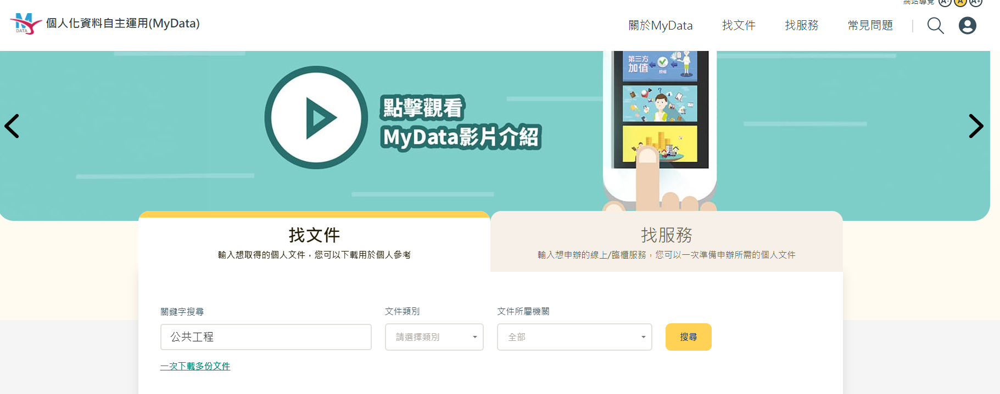 網站導覽 A- A A+
M DATA
個人化資料自主運用(MyData)
關於MyData 找文件 找服務 常見問題
第三方
加值
授權
?
點擊觀看
MyData影片介紹
找文件
輸入想取得的個人文件，您可以下載用於個人參考
找服務
輸入想申辦的線上/臨櫃服務，您可以一次準備申辦所需的個人文件
關鍵字搜尋
公共工程
文件類別
請選擇類別
文件所屬機關
全部
搜尋
一次下載多份文件